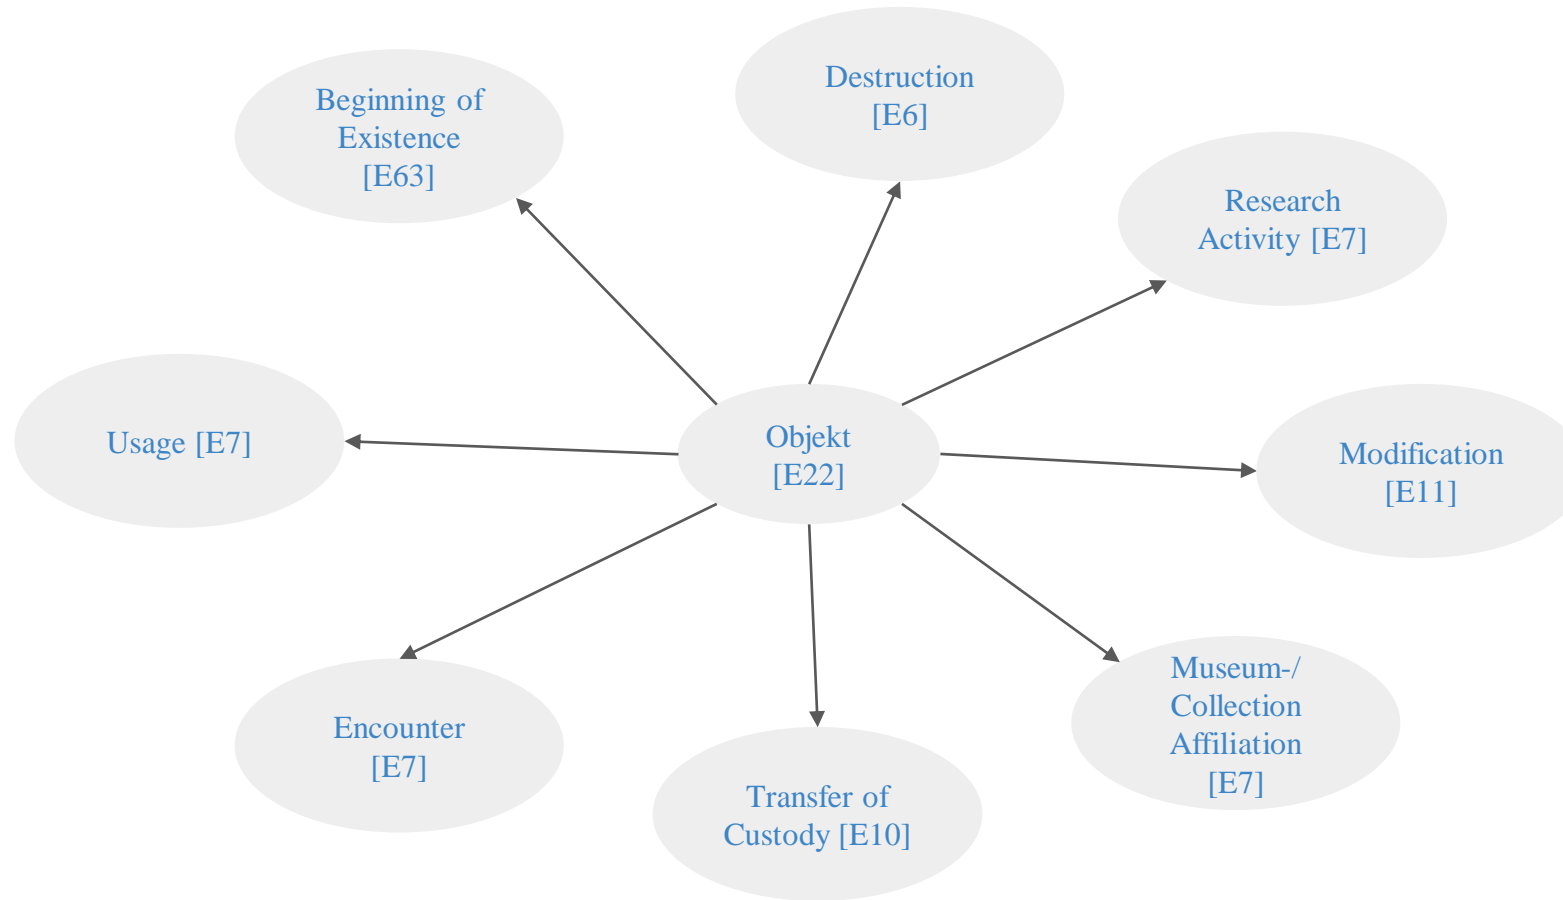 Destruction
[E6]
Beginning of
Existence
[E63]
Research
Activity [E7]
Usage [E7]
Objekt
[E22]
Modification
[E11]
Encounter
[E7]
Transfer of
Custody [E10]
Museum-/
Collection
Affiliation
[E7]